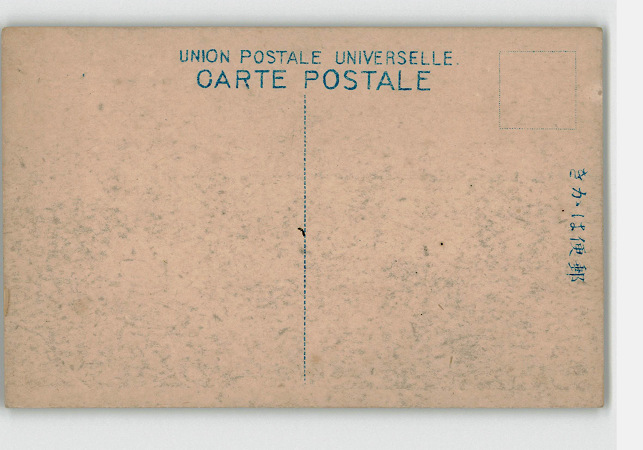 UNION POSTALE UNIVERSELLE.
CARTE POSTALE
きかは便郵